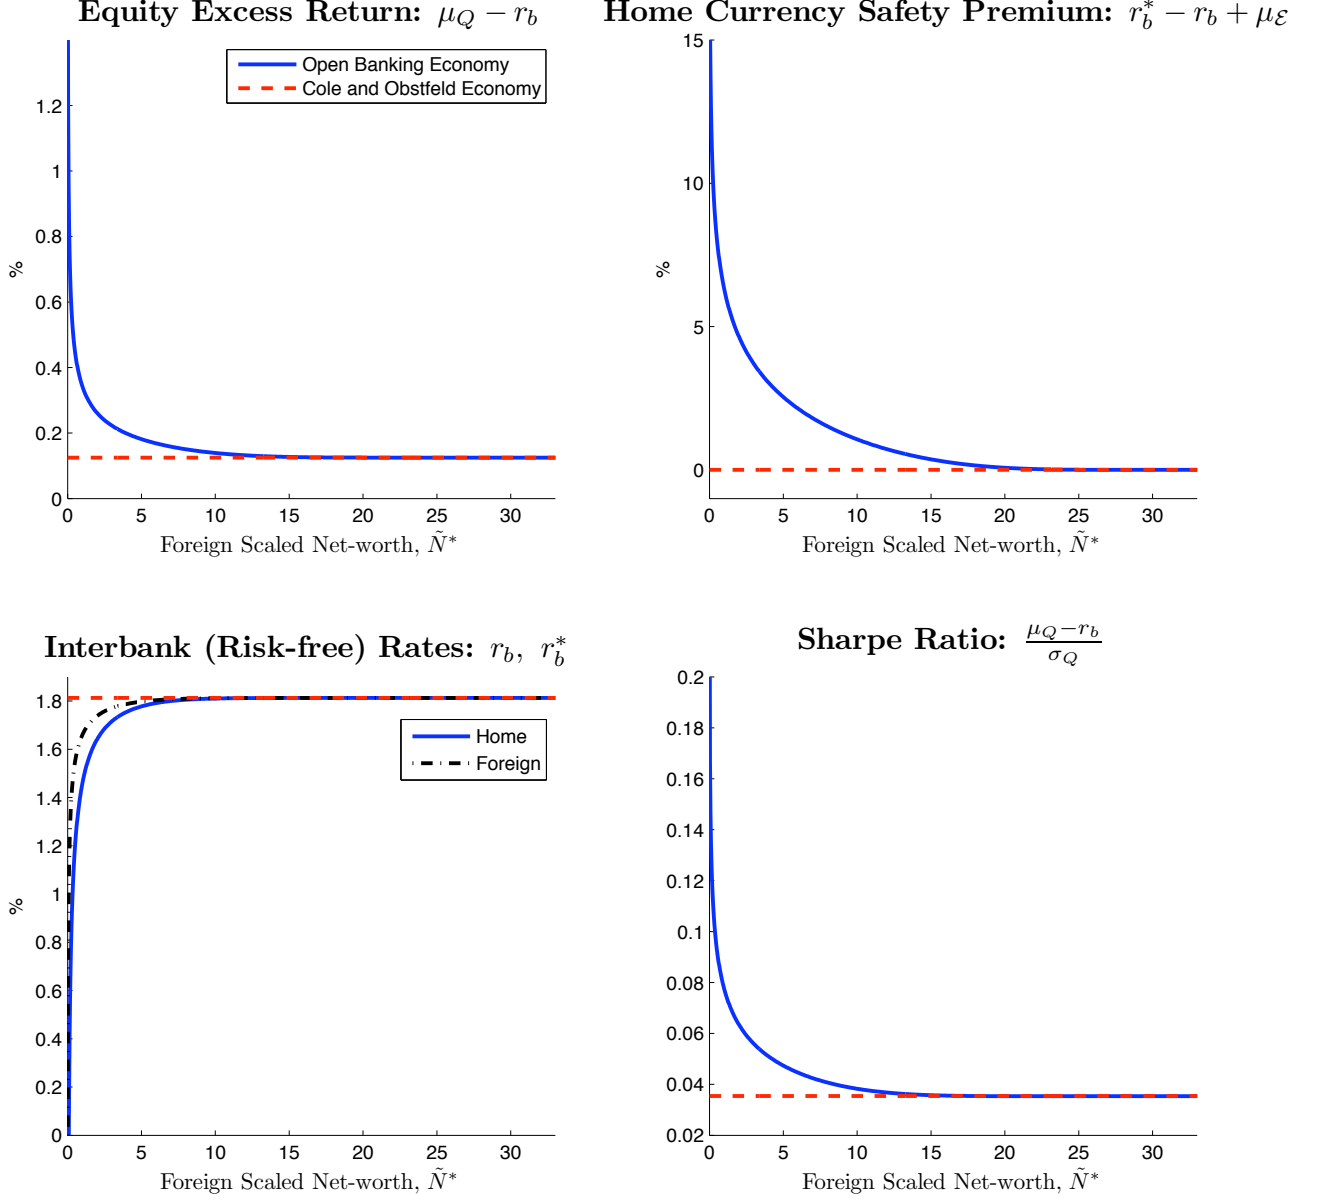 Equity Excess Return: μ_Q − r_b
Open Banking Economy
Cole and Obstfeld Economy
1.2
1
0.8
0.6
0.4
0.2
0
%
0 5 10 15 20 25 30
Foreign Scaled Net-worth, Ñ*
Home Currency Safety Premium: r_b^* − r_b + μ_ℰ
15
10
5
0
%
0 5 10 15 20 25 30
Foreign Scaled Net-worth, Ñ*
Interbank (Risk-free) Rates: r_b, r_b^*
Home
Foreign
1.8
1.6
1.4
1.2
1
0.8
0.6
0.4
0.2
0
%
0 5 10 15 20 25 30
Foreign Scaled Net-worth, Ñ*
Sharpe Ratio: (μ_Q − r_b)/σ_Q
0.2
0.18
0.16
0.14
0.12
0.1
0.08
0.06
0.04
0.02
0 5 10 15 20 25 30
Foreign Scaled Net-worth, Ñ*